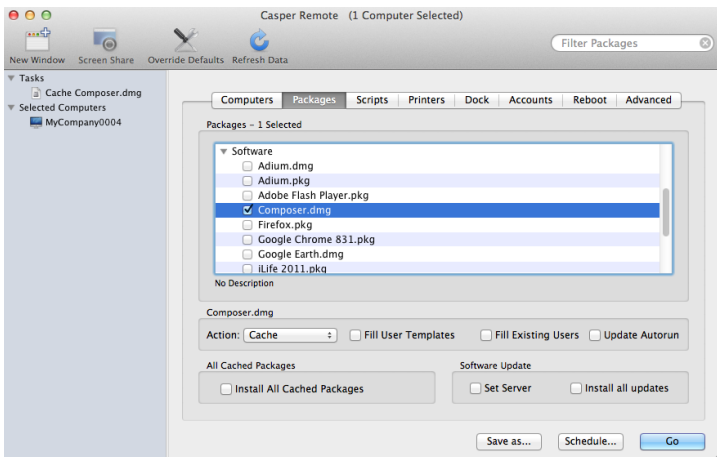 Casper Remote (1 Computer Selected)
New Window Screen Share Override Defaults Refresh Data
Filter Packages
Tasks
Cache Composer.dmg
Selected Computers
MyCompany0004
Computers Packages Scripts Printers Dock Accounts Reboot Advanced
Packages – 1 Selected
Software
Adium.dmg
Adium.pkg
Adobe Flash Player.pkg
Composer.dmg
Firefox.pkg
Google Chrome 831.pkg
Google Earth.dmg
iLife 2011.pkg
No Description
Composer.dmg
Action: Cache Fill User Templates Fill Existing Users Update Autorun
All Cached Packages Software Update
Install All Cached Packages Set Server Install all updates
Save as... Schedule... Go